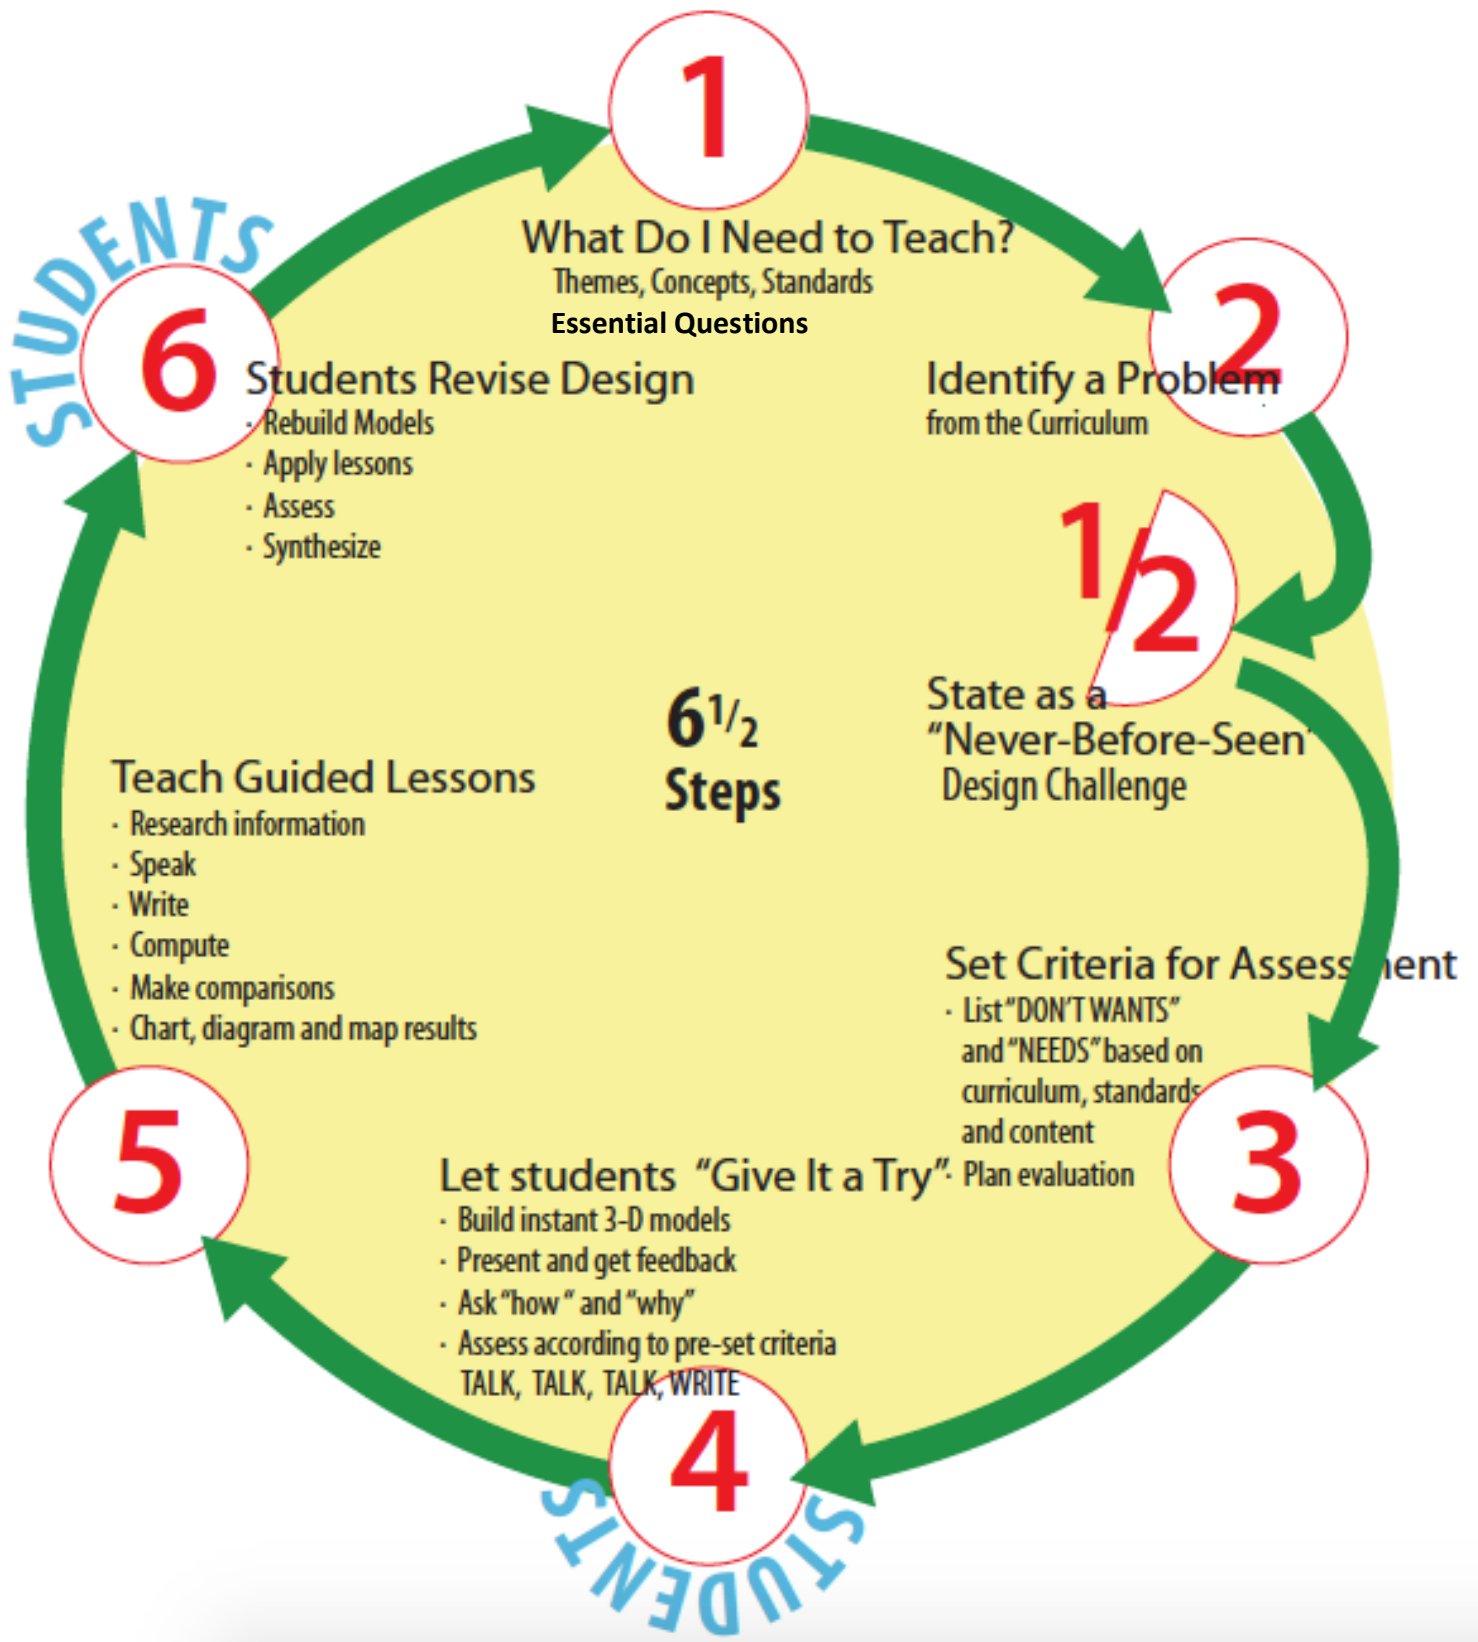 1
What Do I Need to Teach?
Themes, Concepts, Standards
Essential Questions
2
Identify a Problem
from the Curriculum
1/2
State as a
“Never-Before-Seen”
Design Challenge
Set Criteria for Assessment
· List “DON’T WANTS”
and “NEEDS” based on
curriculum, standards
and content
· Plan evaluation
3
Let students “Give It a Try”
· Build instant 3-D models
· Present and get feedback
· Ask “how “ and “why”
· Assess according to pre-set criteria
TALK, TALK, TALK, WRITE
4
STUDENTS
Teach Guided Lessons
· Research information
· Speak
· Write
· Compute
· Make comparisons
· Chart, diagram and map results
5
STUDENTS
6
Students Revise Design
· Rebuild Models
· Apply lessons
· Assess
· Synthesize
6 1/2
Steps